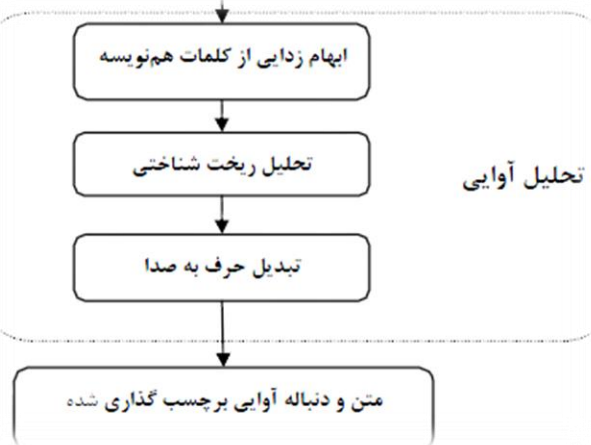 ابهام زدایی از کلمات هم‌نویسه
تحلیل ریخت شناختی
تحلیل آوایی
تبدیل حرف به صدا
متن و دنباله آوایی برچسب گذاری شده